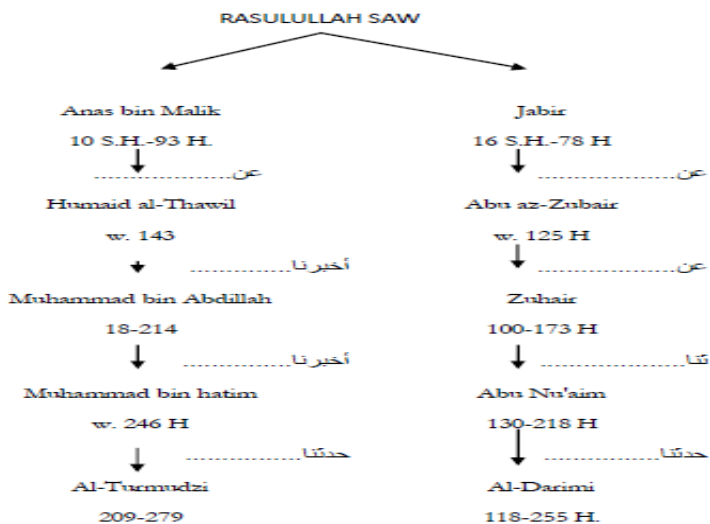 RASULULLAH SAW
Anas bin Malik
10 S.H.-93 H.
عن....................
Humaid al-Thawil
w. 143
أخبرنا..............
Muhammad bin Abdillah
18-214
أخبرنا..............
Muhammad bin hatim
w. 246 H
حدثنا...................
Al-Turmudzi
209-279
Jabir
16 S.H.-78 H
عن....................
Abu az-Zubair
w. 125 H
عن....................
Zuhair
100-173 H
ثنا....................
Abu Nu'aim
130-218 H
حدثنا...................
Al-Darimi
118-255 H.